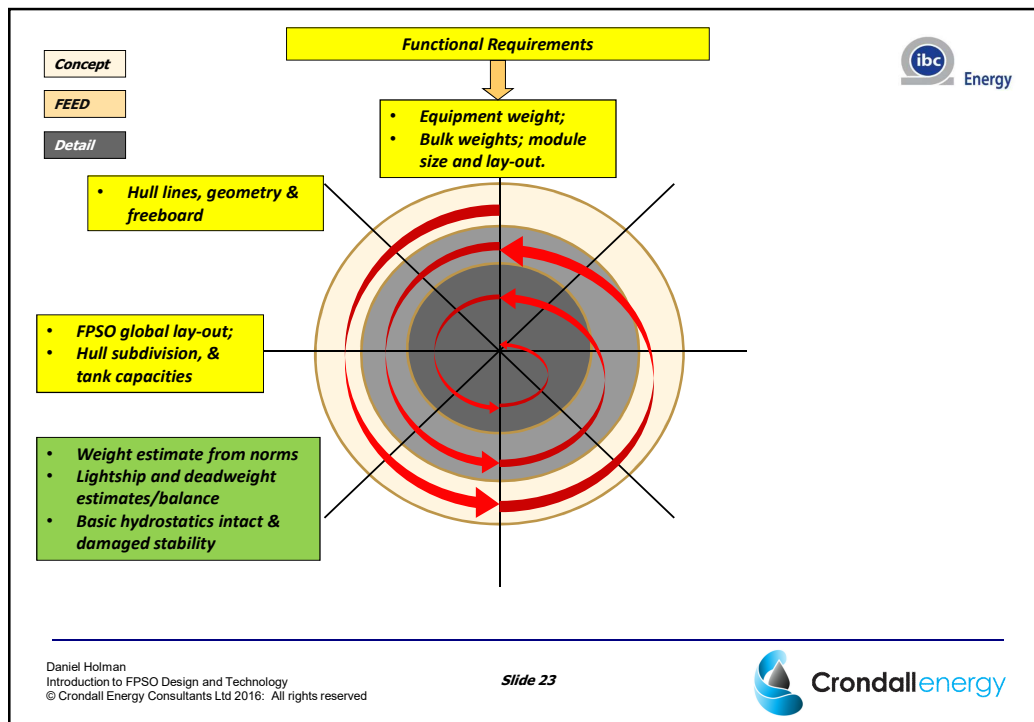 Functional Requirements
Concept
FEED
Detail
ibc
Energy
• Equipment weight;
• Bulk weights; module
size and lay-out.
• Hull lines, geometry &
freeboard
• FPSO global lay-out;
• Hull subdivision, &
tank capacities
• Weight estimate from norms
• Lightship and deadweight
estimates/balance
• Basic hydrostatics intact &
damaged stability
Daniel Holman
Introduction to FPSO Design and Technology
© Crondall Energy Consultants Ltd 2016: All rights reserved
Slide 23
Crondallenergy